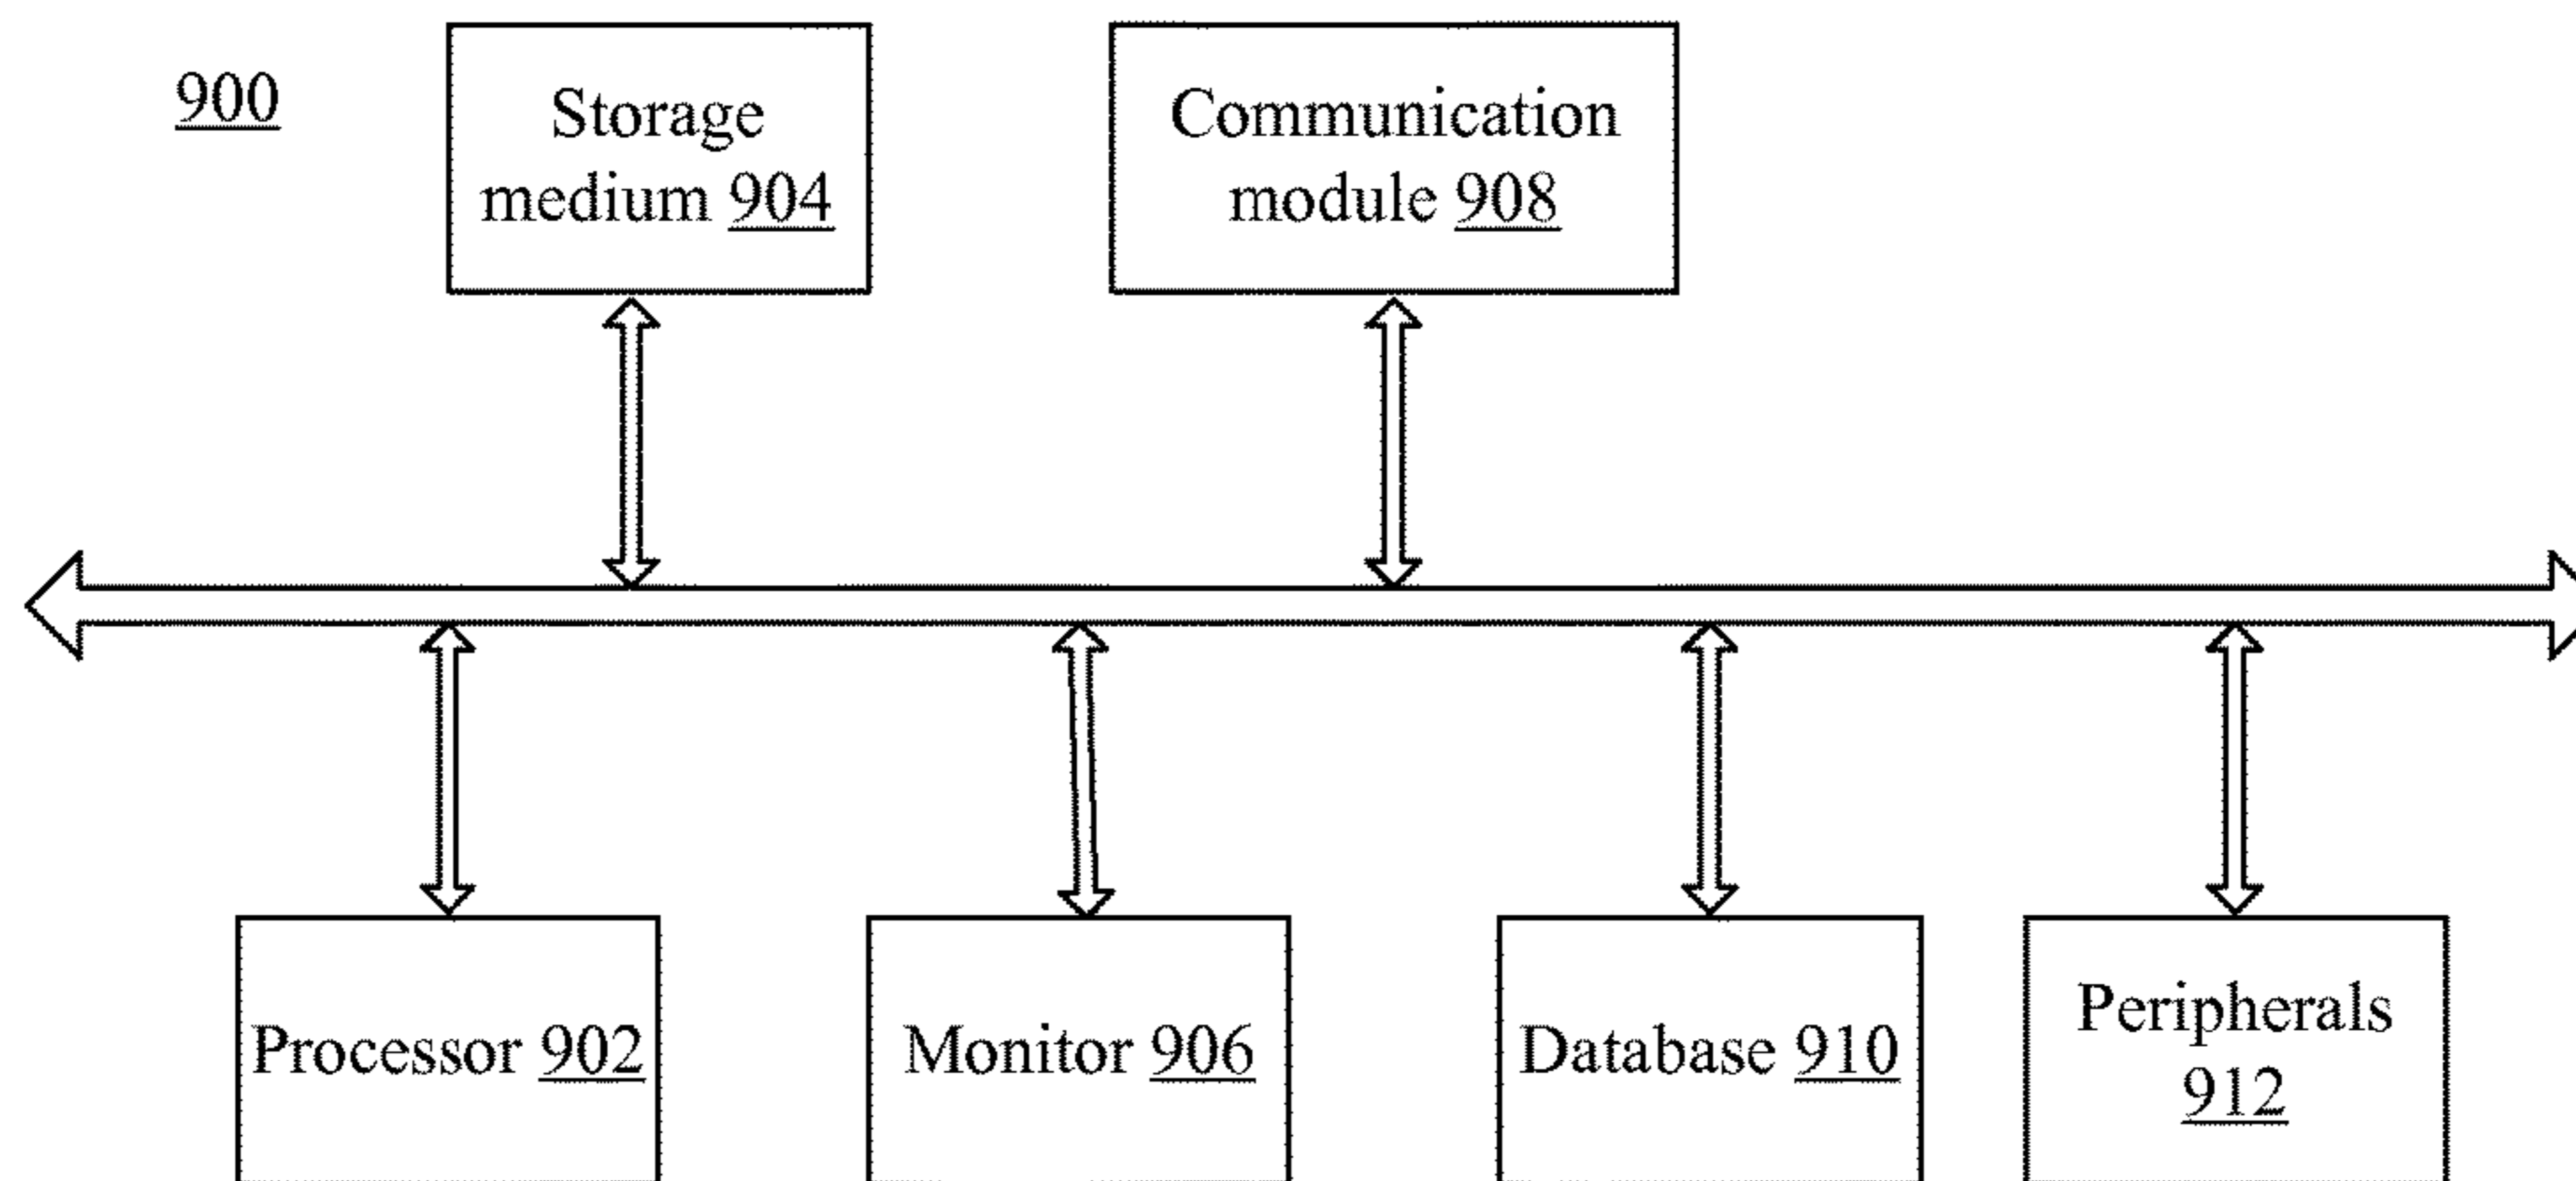 900
Storage
medium 904
Communication
module 908
Processor 902
Monitor 906
Database 910
Peripherals
912